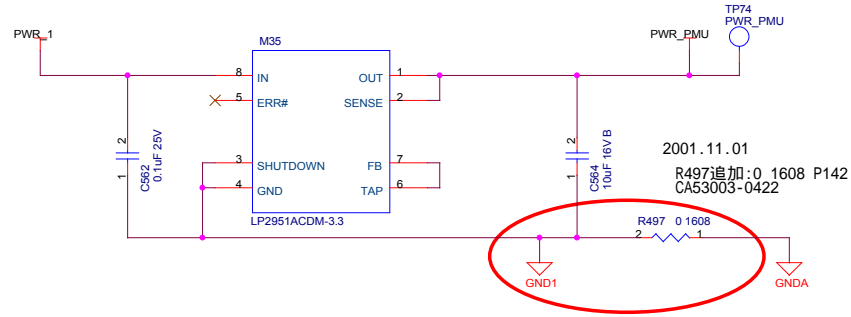 TP74
PWR_PMU
PWR_1
M35
PWR_PMU
8 IN
OUT 1
5 ERR#
SENSE 2
2
1
C562
0.1uF 25V
3 SHUTDOWN
FB 7
4 GND
TAP 6
LP2951ACDM-3.3
2
1
C564
10uF 16V B
2001.11.01
R497追加:0 1608 P142
CA53003-0422
R497 0 1608
2
1
GND1
GNDA